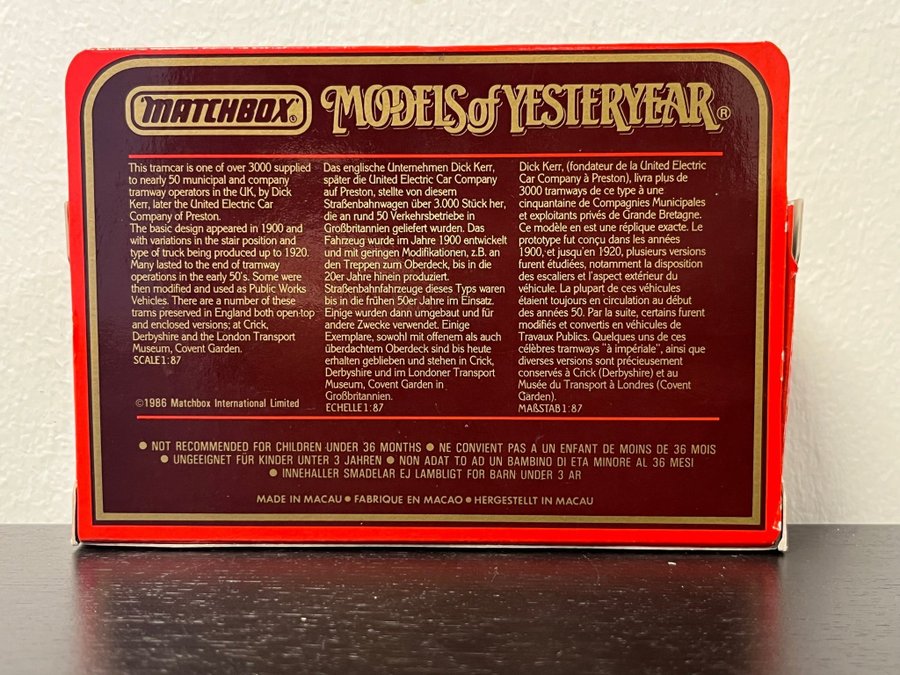 MATCHBOX® MODELS of YESTERYEAR®
This tramcar is one of over 3000 supplied
to nearly 50 municipal and company
tramway operators in the UK, by Dick
Kerr, later the United Electric Car
Company of Preston.
The basic design appeared in 1900 and
with variations in the stair position and
type of truck being produced up to 1920.
Many lasted to the end of tramway
operations in the early 50's. Some were
then modified and used as Public Works
Vehicles. There are a number of these
trams preserved in England both open-top
and enclosed versions; at Crick,
Derbyshire and the London Transport
Museum, Covent Garden.
SCALE 1:87
©1986 Matchbox International Limited
Das englische Unternehmen Dick Kerr,
später die United Electric Car Company
auf Preston, stellte von diesem
Straßenbahnwagen über 3.000 Stück her,
die an rund 50 Verkehrsbetriebe in
Großbritannien geliefert wurden. Das
Fahrzeug wurde im Jahre 1900 entwickelt
und mit geringen Modifikationen, z.B. an
den Treppen zum Oberdeck, bis in die
20er Jahre hinein produziert.
Straßenbahnfahrzeuge dieses Typs waren
bis in die frühen 50er Jahre im Einsatz.
Einige wurden dann umgebaut und für
andere Zwecke verwendet. Einige
Exemplare, sowohl mit offenem als auch
überdachtem Oberdeck sind bis heute
erhalten geblieben und stehen in Crick,
Derbyshire und im Londoner Transport
Museum, Covent Garden in
Großbritannien.
ECHELLE 1:87
Dick Kerr, (fondateur de la United Electric
Car Company à Preston), livra plus de
3000 tramways de ce type à une
cinquantaine de Compagnies Municipales
et exploitants privés de Grande Bretagne.
Ce modèle en est une réplique exacte. Le
prototype fut conçu dans les années
1900, et jusqu'en 1920, plusieurs versions
furent étudiées, notamment la disposition
des escaliers et l'aspect extérieur du
véhicule. La plupart de ces véhicules
étaient toujours en circulation au début
des années 50. Par la suite, certains furent
modifiés et convertis en véhicules de
Travaux Publics. Quelques uns de ces
célèbres tramways "à impériale", ainsi que
diverses versions sont précieusement
conservés à Crick (Derbyshire) et au
Musée du Transport à Londres (Covent
Garden).
MAßSTAB 1:87
● NOT RECOMMENDED FOR CHILDREN UNDER 36 MONTHS ● NE CONVIENT PAS A UN ENFANT DE MOINS DE 36 MOIS
● UNGEEIGNET FÜR KINDER UNTER 3 JAHREN ● NON ADAT TO AD UN BAMBINO DI ETA MINORE AL 36 MESI
● INNEHALLER SMADELAR EJ LAMBLIGT FOR BARN UNDER 3 AR
MADE IN MACAU ● FABRIQUE EN MACAO ● HERGESTELLT IN MACAU